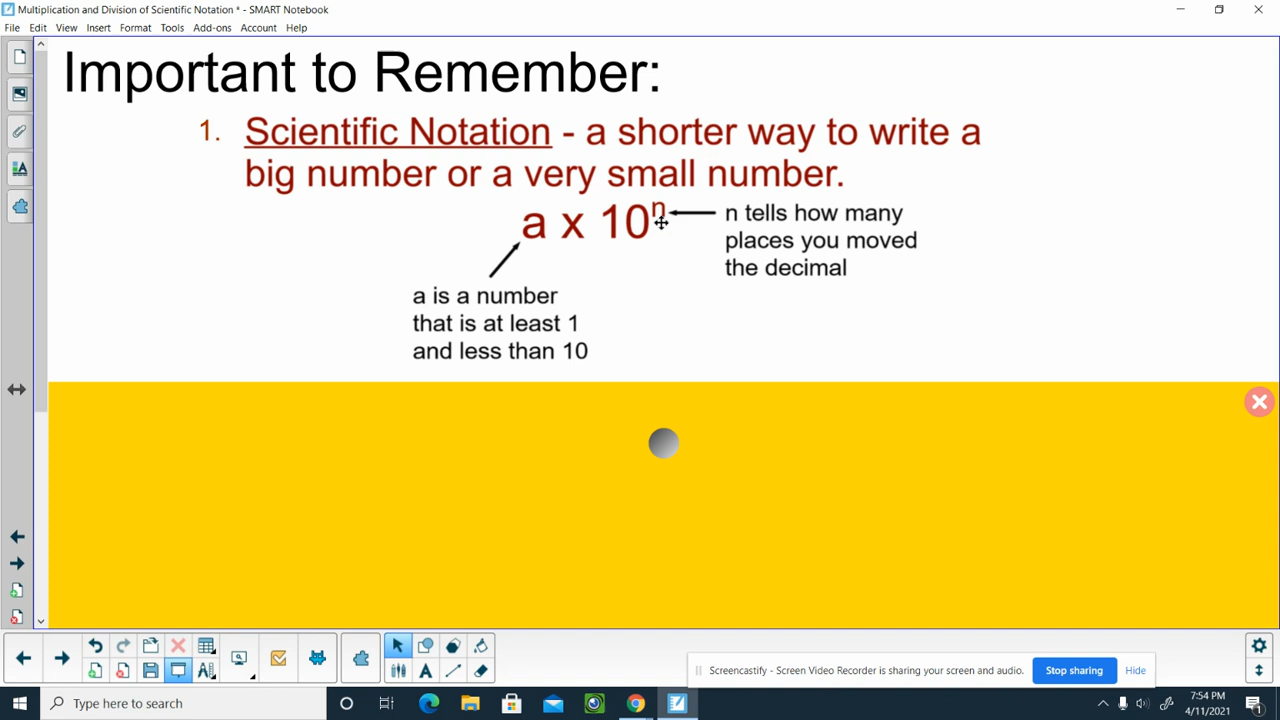 Multiplication and Division of Scientific Notation * - SMART Notebook
File Edit View Insert Format Tools Add-ons Account Help
Important to Remember:
1. Scientific Notation - a shorter way to write a
big number or a very small number.
a x 10ⁿ
n tells how many
places you moved
the decimal
a is a number
that is at least 1
and less than 10
Screencastify - Screen Video Recorder is sharing your screen and audio. Stop sharing Hide
Type here to search
7:54 PM
4/11/2021
1